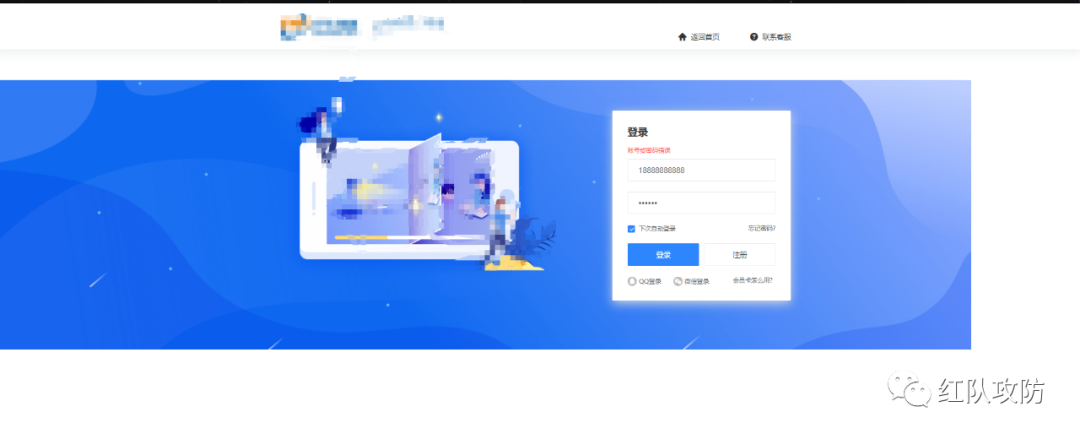 返回首页
联系客服
登录
账号或密码错误
18888888888
••••••
下次自动登录
忘记密码?
登录
注册
QQ登录
微信登录
会员卡怎么用?
红队攻防